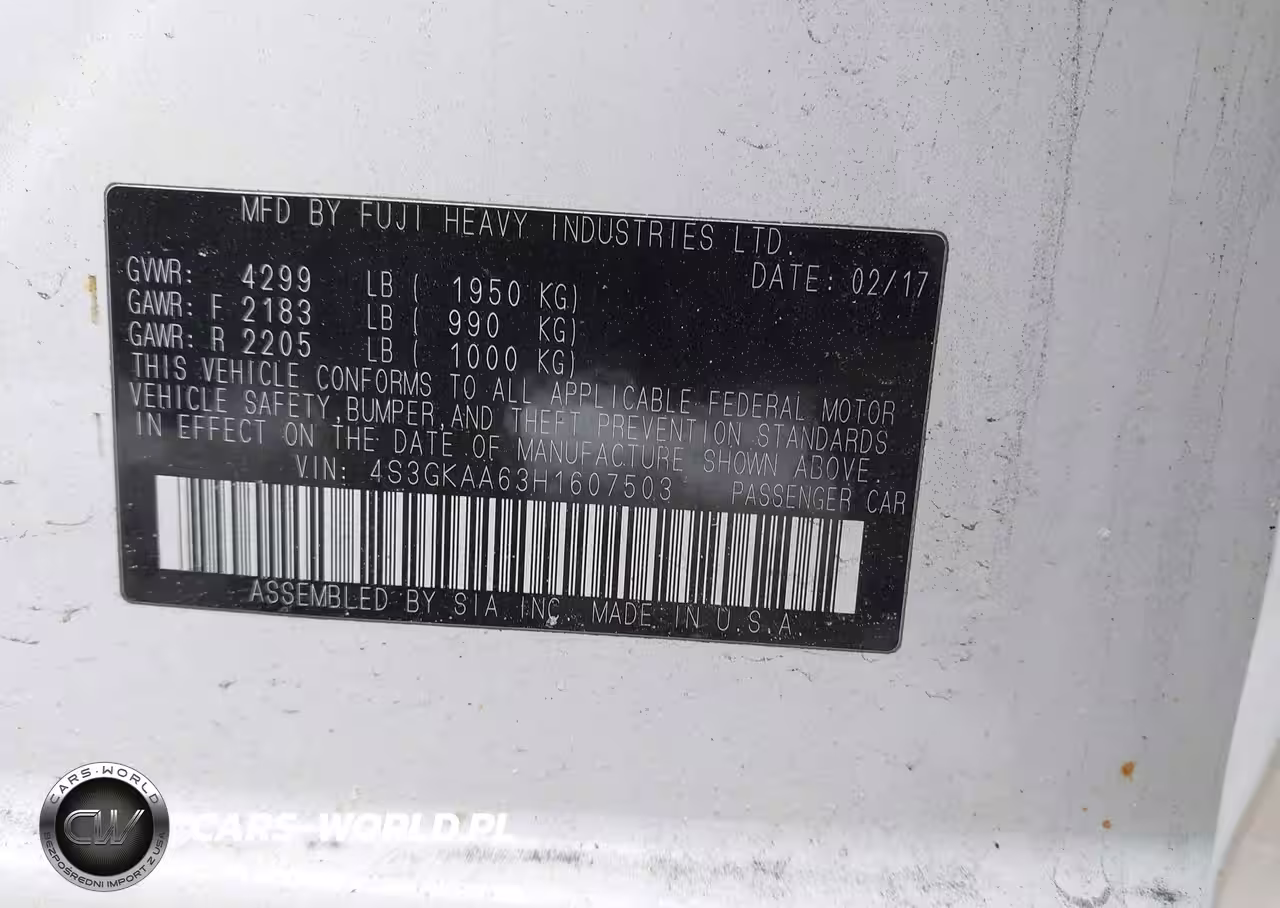 MFD BY FUJI HEAVY INDUSTRIES LTD.
DATE: 02/17
GVWR: 4299 LB ( 1950 KG)
GAWR: F 2183 LB ( 990 KG)
GAWR: R 2205 LB ( 1000 KG)
THIS VEHICLE CONFORMS TO ALL APPLICABLE FEDERAL MOTOR
VEHICLE SAFETY,BUMPER,AND THEFT PREVENTION STANDARDS
IN EFFECT ON THE DATE OF MANUFACTURE SHOWN ABOVE.
VIN: 4S3GKAA63H1607503 PASSENGER CAR
ASSEMBLED BY SIA INC. MADE IN U.S.A.
CARS-WORLD
CW
BEZPOŚREDNI IMPORT Z USA
CARS-WORLD.PL